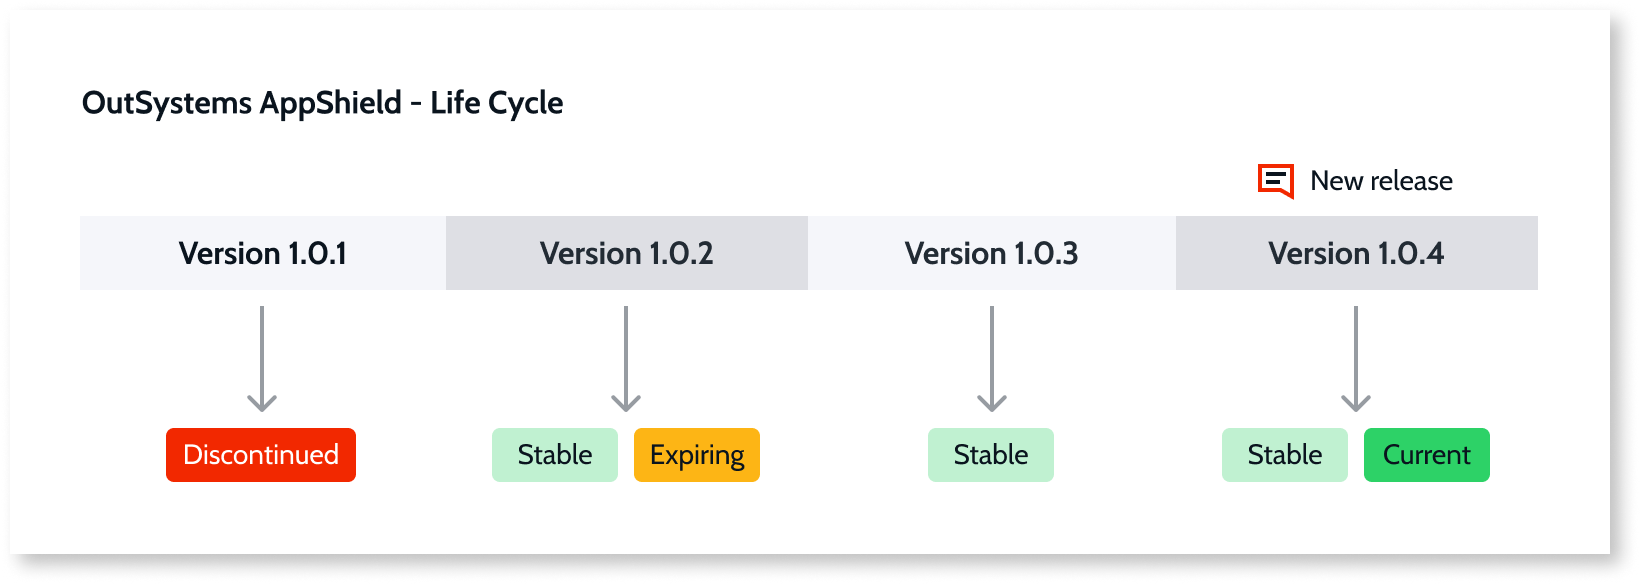 OutSystems AppShield - Life Cycle
New release
Version 1.0.1 Version 1.0.2 Version 1.0.3 Version 1.0.4
Discontinued Stable Expiring Stable Stable Current